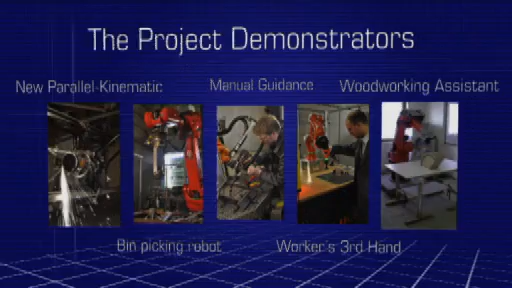 The Project Demonstrators
New Parallel Kinematic
Manual Guidance
Woodworking Assistant
Bin picking robot
Worker's 3rd Hand